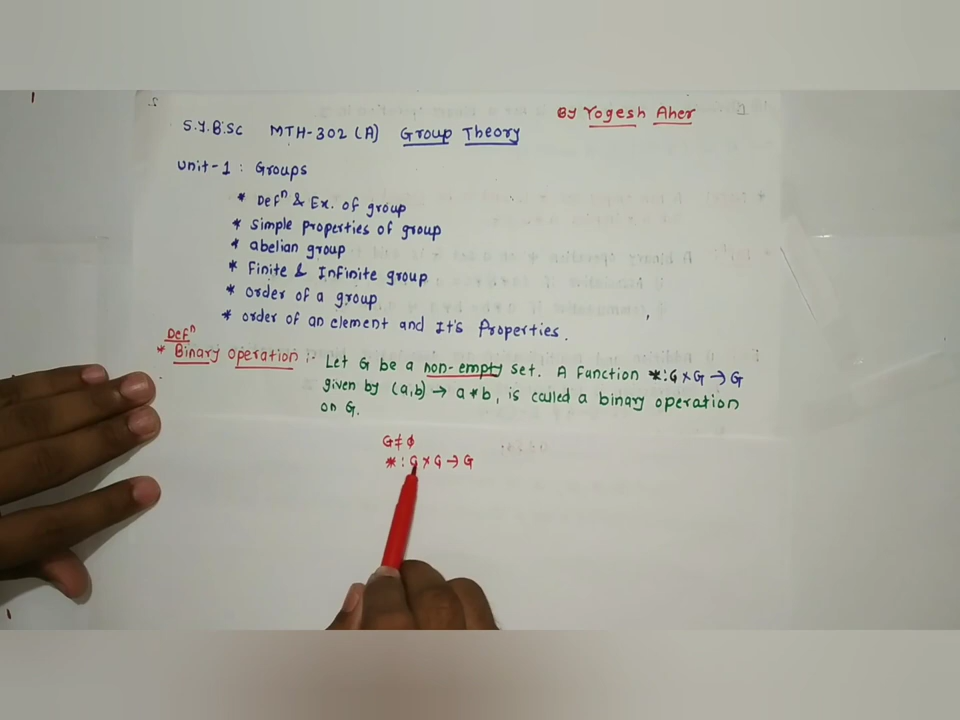 By Yogesh Aher
S.Y.B.Sc MTH-302 (A) Group Theory
Unit-1 : Groups
* Defⁿ & Ex. of group
* Simple properties of group
* abelian group
* Finite & Infinite group
* order of a group
* order of an element and It's Properties.
Defⁿ
* Binary operation :- Let G be a non-empty set. A function *: G × G → G
given by (a,b) → a * b, is called a binary operation
on G.
G ≠ ϕ
* : G × G → G